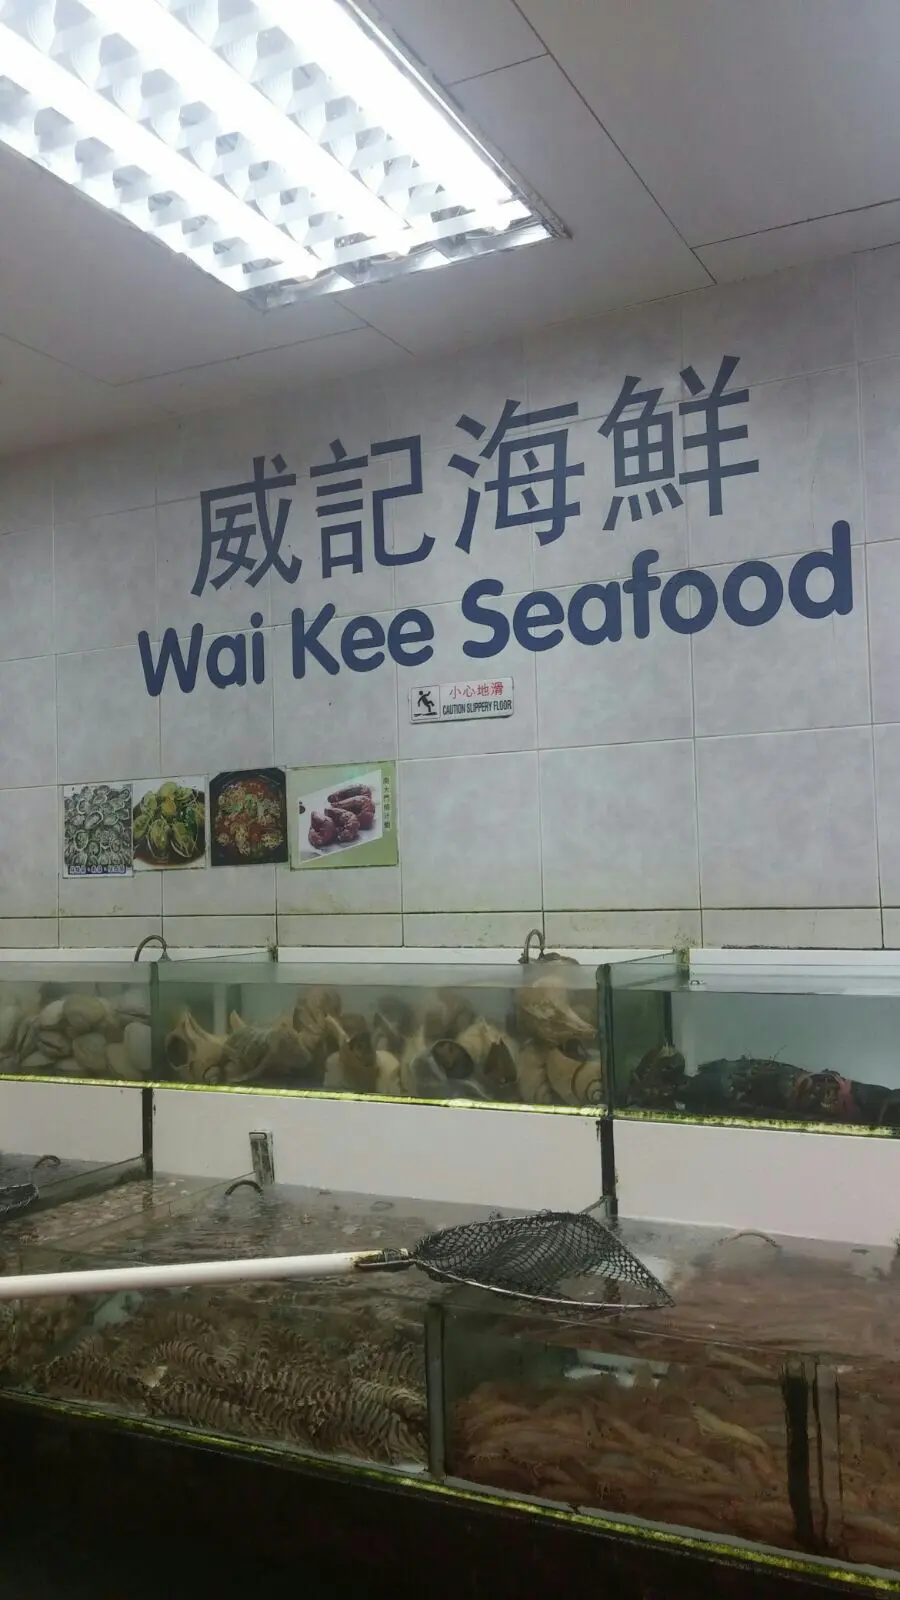 威記海鮮
Wai Kee Seafood
小心地滑
CAUTION SLIPPERY FLOOR